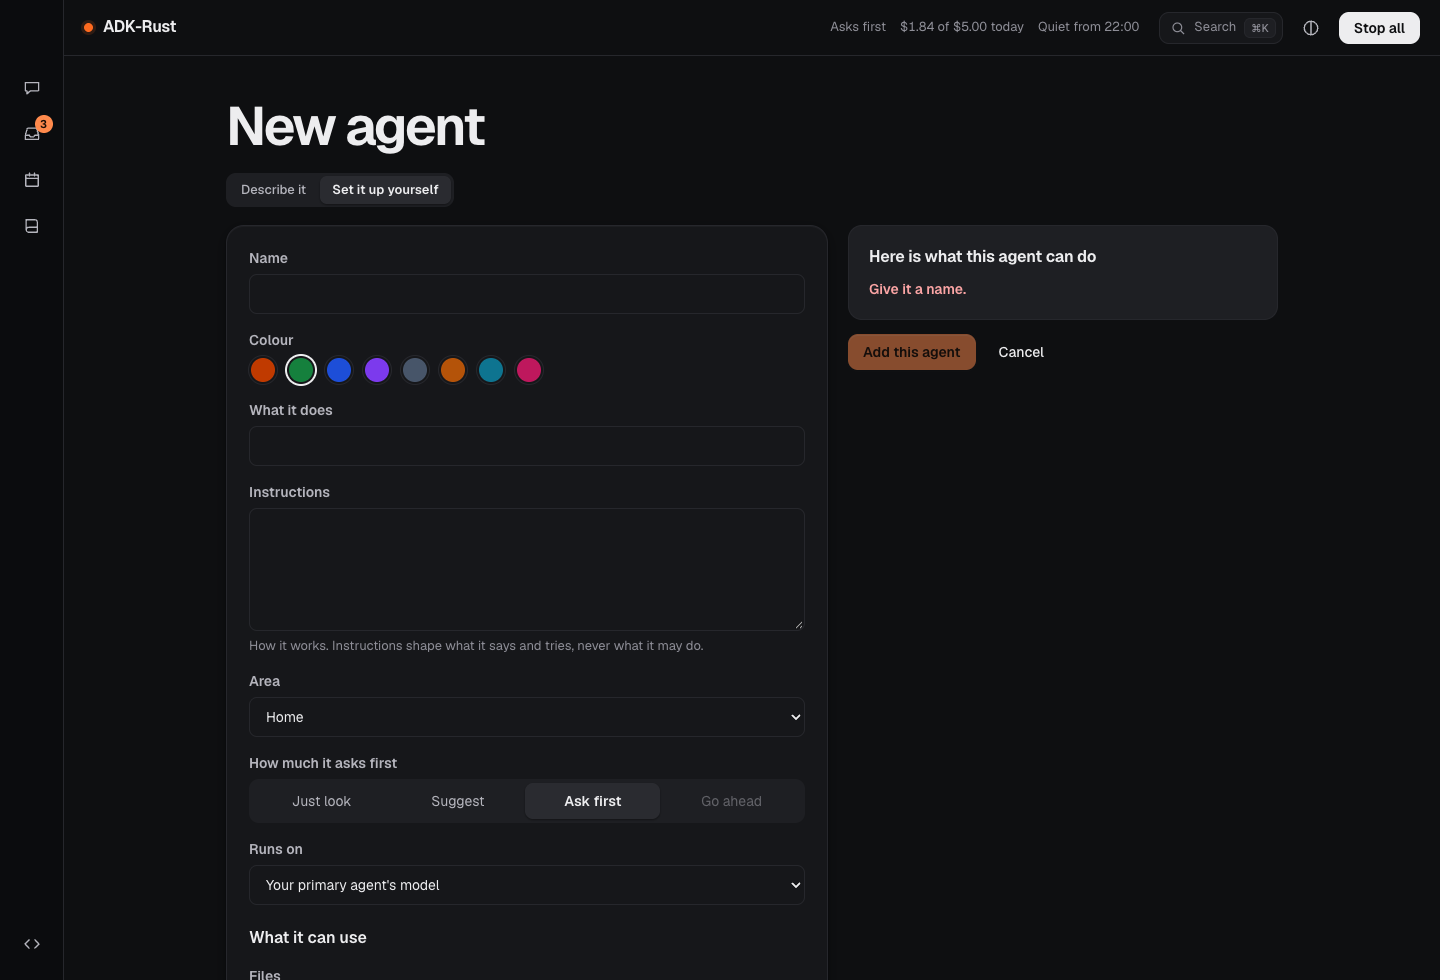 ADK-Rust
Asks first
$1.84 of $5.00 today
Quiet from 22:00
Search
⌘K
Stop all
3
New agent
Describe it
Set it up yourself
Name
Colour
What it does
Instructions
How it works. Instructions shape what it says and tries, never what it may do.
Area
Home
How much it asks first
Just look
Suggest
Ask first
Go ahead
Runs on
Your primary agent's model
What it can use
Files
Here is what this agent can do
Give it a name.
Add this agent
Cancel